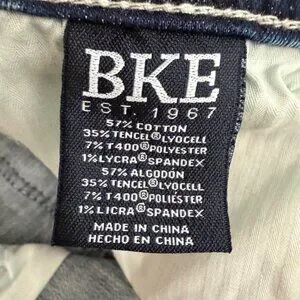 BKE
EST. 1967
57% COTTON
35% TENCEL® LYOCELL
7% T400® POLYESTER
1% LYCRA® SPANDEX
57% ALGODÓN
35% TENCEL® LYOCELL
7% T400® POLIÉSTER
1% LICRA® SPANDEX
MADE IN CHINA
HECHO EN CHINA